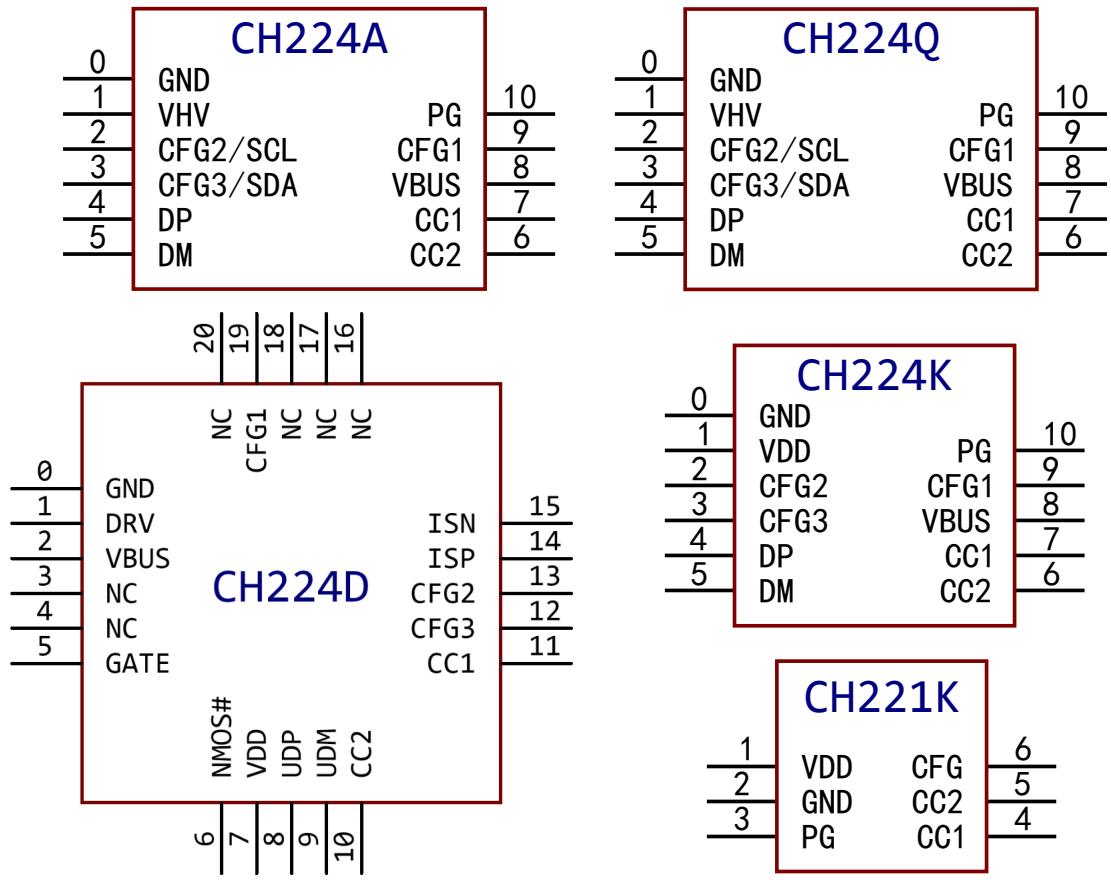 CH224A
0 GND
1 VHV PG 10
2 CFG2/SCL CFG1 9
3 CFG3/SDA VBUS 8
4 DP CC1 7
5 DM CC2 6
CH224Q
0 GND
1 VHV PG 10
2 CFG2/SCL CFG1 9
3 CFG3/SDA VBUS 8
4 DP CC1 7
5 DM CC2 6
20 19 18 17 16
NC CFG1 NC NC NC
0 GND
1 DRV ISN 15
2 VBUS ISP 14
3 NC CH224D CFG2 13
4 NC CFG3 12
5 GATE CC1 11
NMOS# VDD UDP UDM CC2
6 7 8 9 10
CH224K
0 GND
1 VDD PG 10
2 CFG2 CFG1 9
3 CFG3 VBUS 8
4 DP CC1 7
5 DM CC2 6
CH221K
1 VDD CFG 6
2 GND CC2 5
3 PG CC1 4